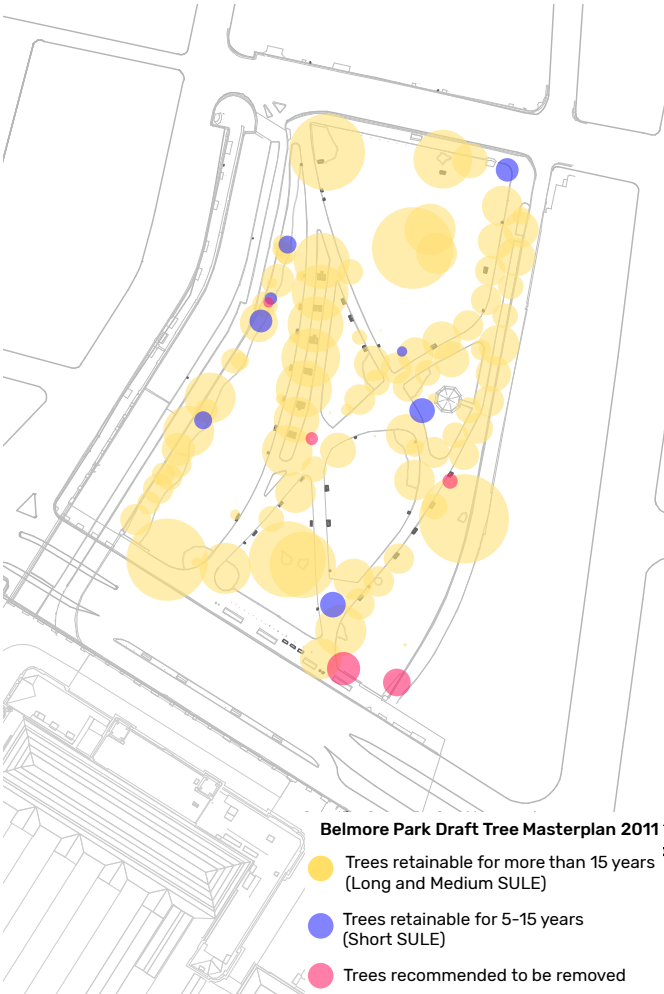 Belmore Park Draft Tree Masterplan 2011
Trees retainable for more than 15 years
(Long and Medium SULE)
Trees retainable for 5-15 years
(Short SULE)
Trees recommended to be removed